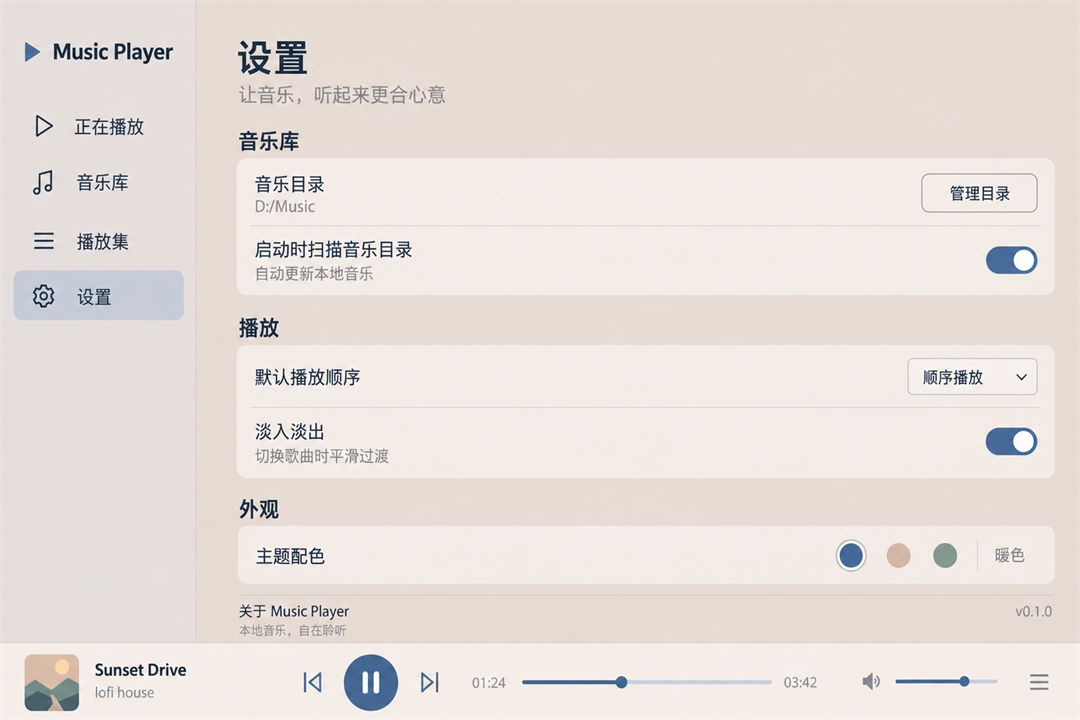 Music Player
正在播放
音乐库
播放集
设置
设置
让音乐，听起来更合心意
音乐库
音乐目录
D:/Music
管理目录
启动时扫描音乐目录
自动更新本地音乐
播放
默认播放顺序
顺序播放
淡入淡出
切换歌曲时平滑过渡
外观
主题配色
暖色
关于 Music Player
v0.1.0
本地音乐，自在聆听
Sunset Drive
lofi house
01:24
03:42